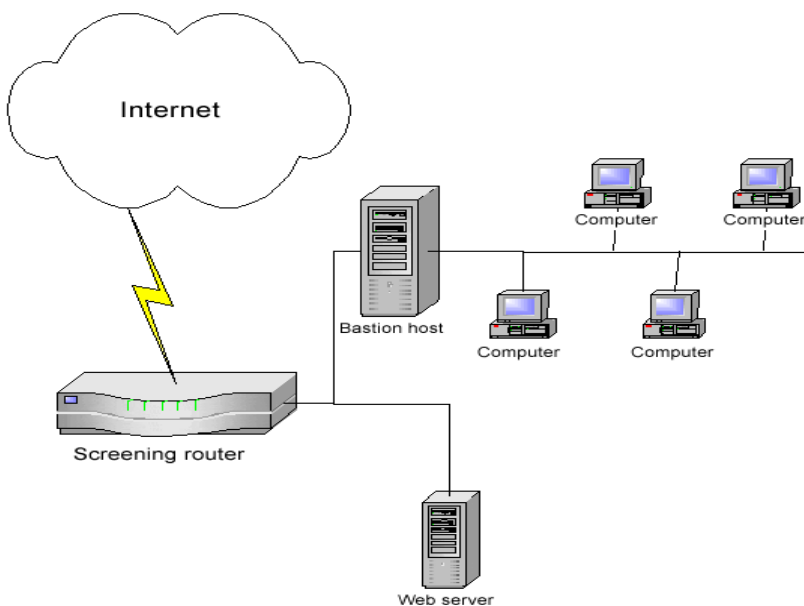 Internet
Computer
Computer
Bastion host
Computer
Computer
Screening router
Web server